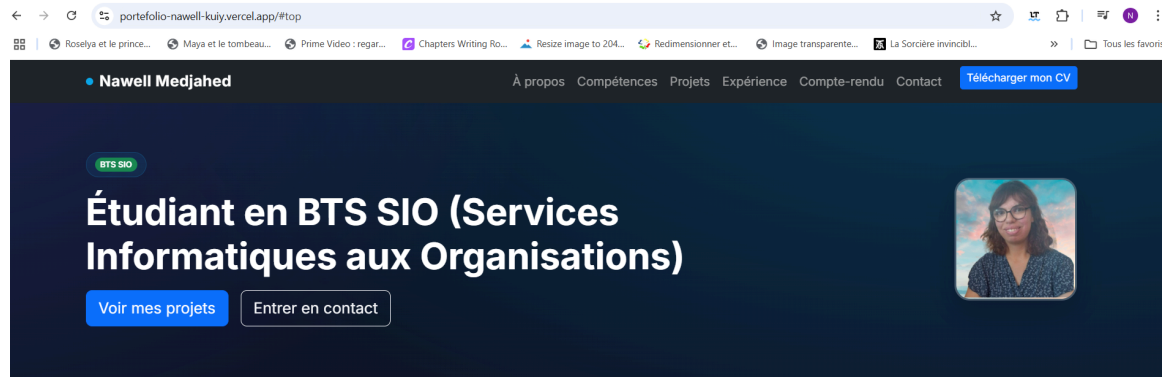 portefolio-nawell-kuiy.vercel.app/#top
N
Roselya et le prince... Maya et le tombeau... Prime Video : regar... Chapters Writing Ro... Resize image to 204... Redimensionner et... Image transparente... La Sorcière invincibl... » Tous les favoris
Nawell Medjahed À propos Compétences Projets Expérience Compte-rendu Contact Télécharger mon CV
BTS SIO
Étudiant en BTS SIO (Services
Informatiques aux Organisations)
Voir mes projets Entrer en contact